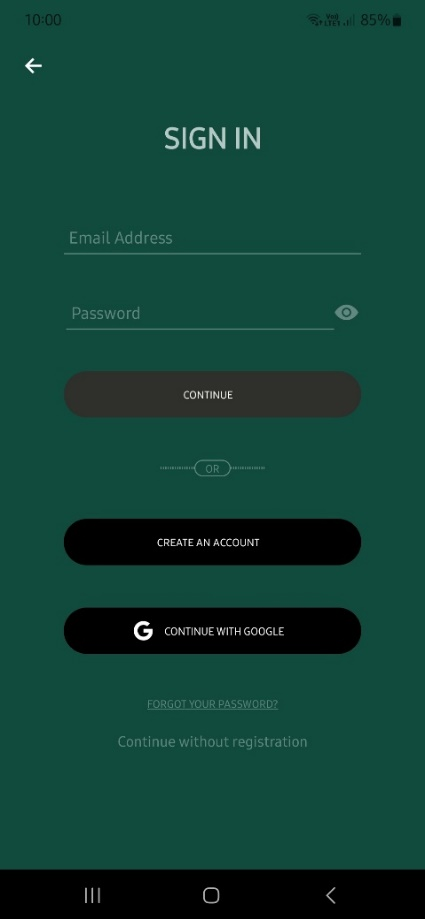 10:00
85%
SIGN IN
Email Address
Password
CONTINUE
OR
CREATE AN ACCOUNT
G CONTINUE WITH GOOGLE
FORGOT YOUR PASSWORD?
Continue without registration